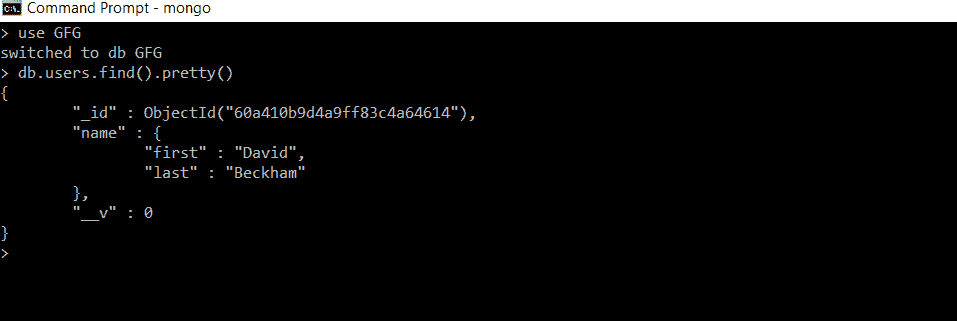 Command Prompt - mongo
> use GFG
switched to db GFG
> db.users.find().pretty()
{
        "_id" : ObjectId("60a410b9d4a9ff83c4a64614"),
        "name" : {
                "first" : "David",
                "last" : "Beckham"
        },
        "__v" : 0
}
>